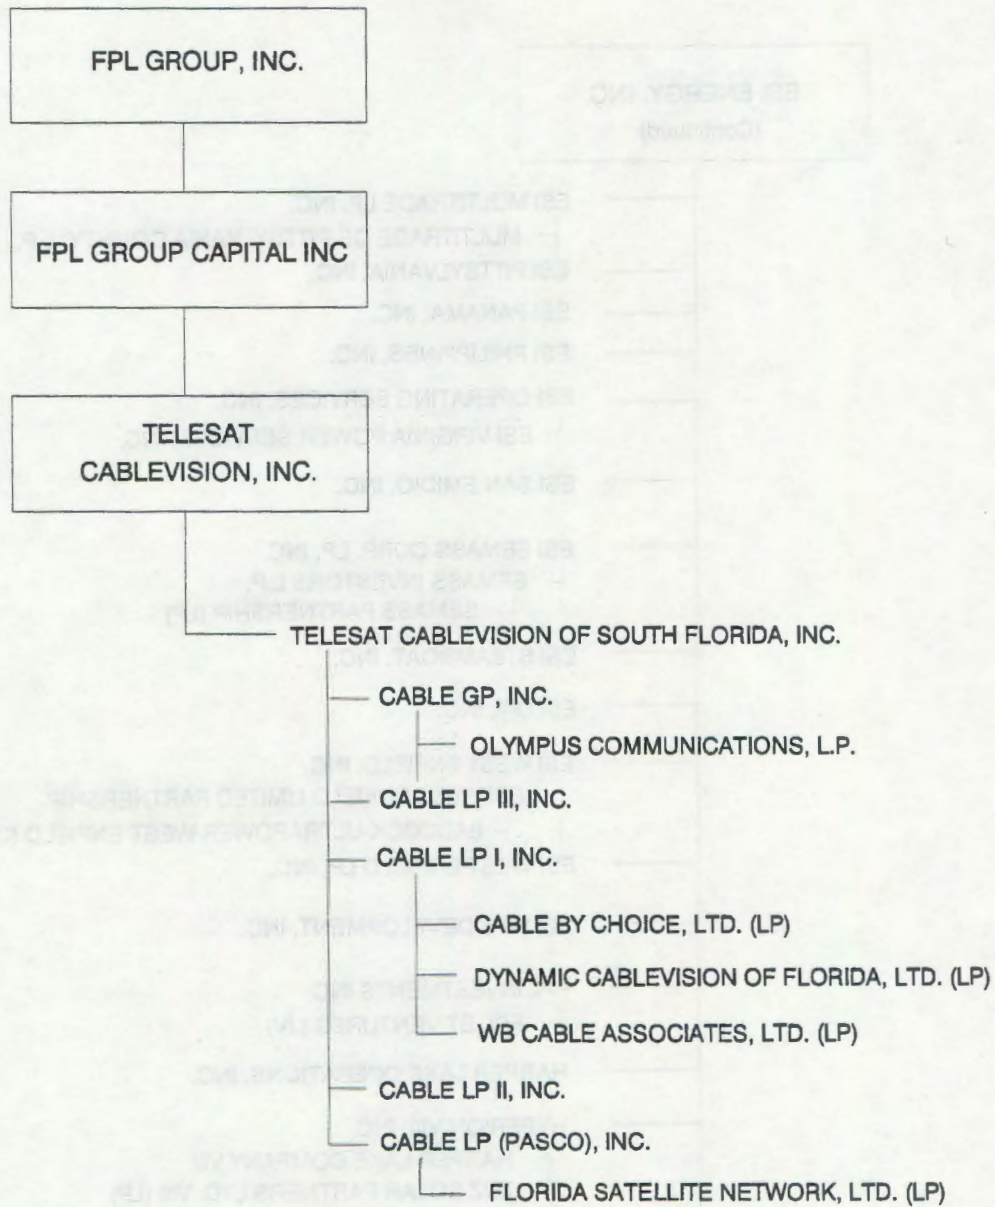 FPL GROUP, INC.
FPL GROUP CAPITAL INC
TELESAT
CABLEVISION, INC.
TELESAT CABLEVISION OF SOUTH FLORIDA, INC.
CABLE GP, INC.
OLYMPUS COMMUNICATIONS, L.P.
CABLE LP III, INC.
CABLE LP I, INC.
CABLE BY CHOICE, LTD. (LP)
DYNAMIC CABLEVISION OF FLORIDA, LTD. (LP)
WB CABLE ASSOCIATES, LTD. (LP)
CABLE LP II, INC.
CABLE LP (PASCO), INC.
FLORIDA SATELLITE NETWORK, LTD. (LP)